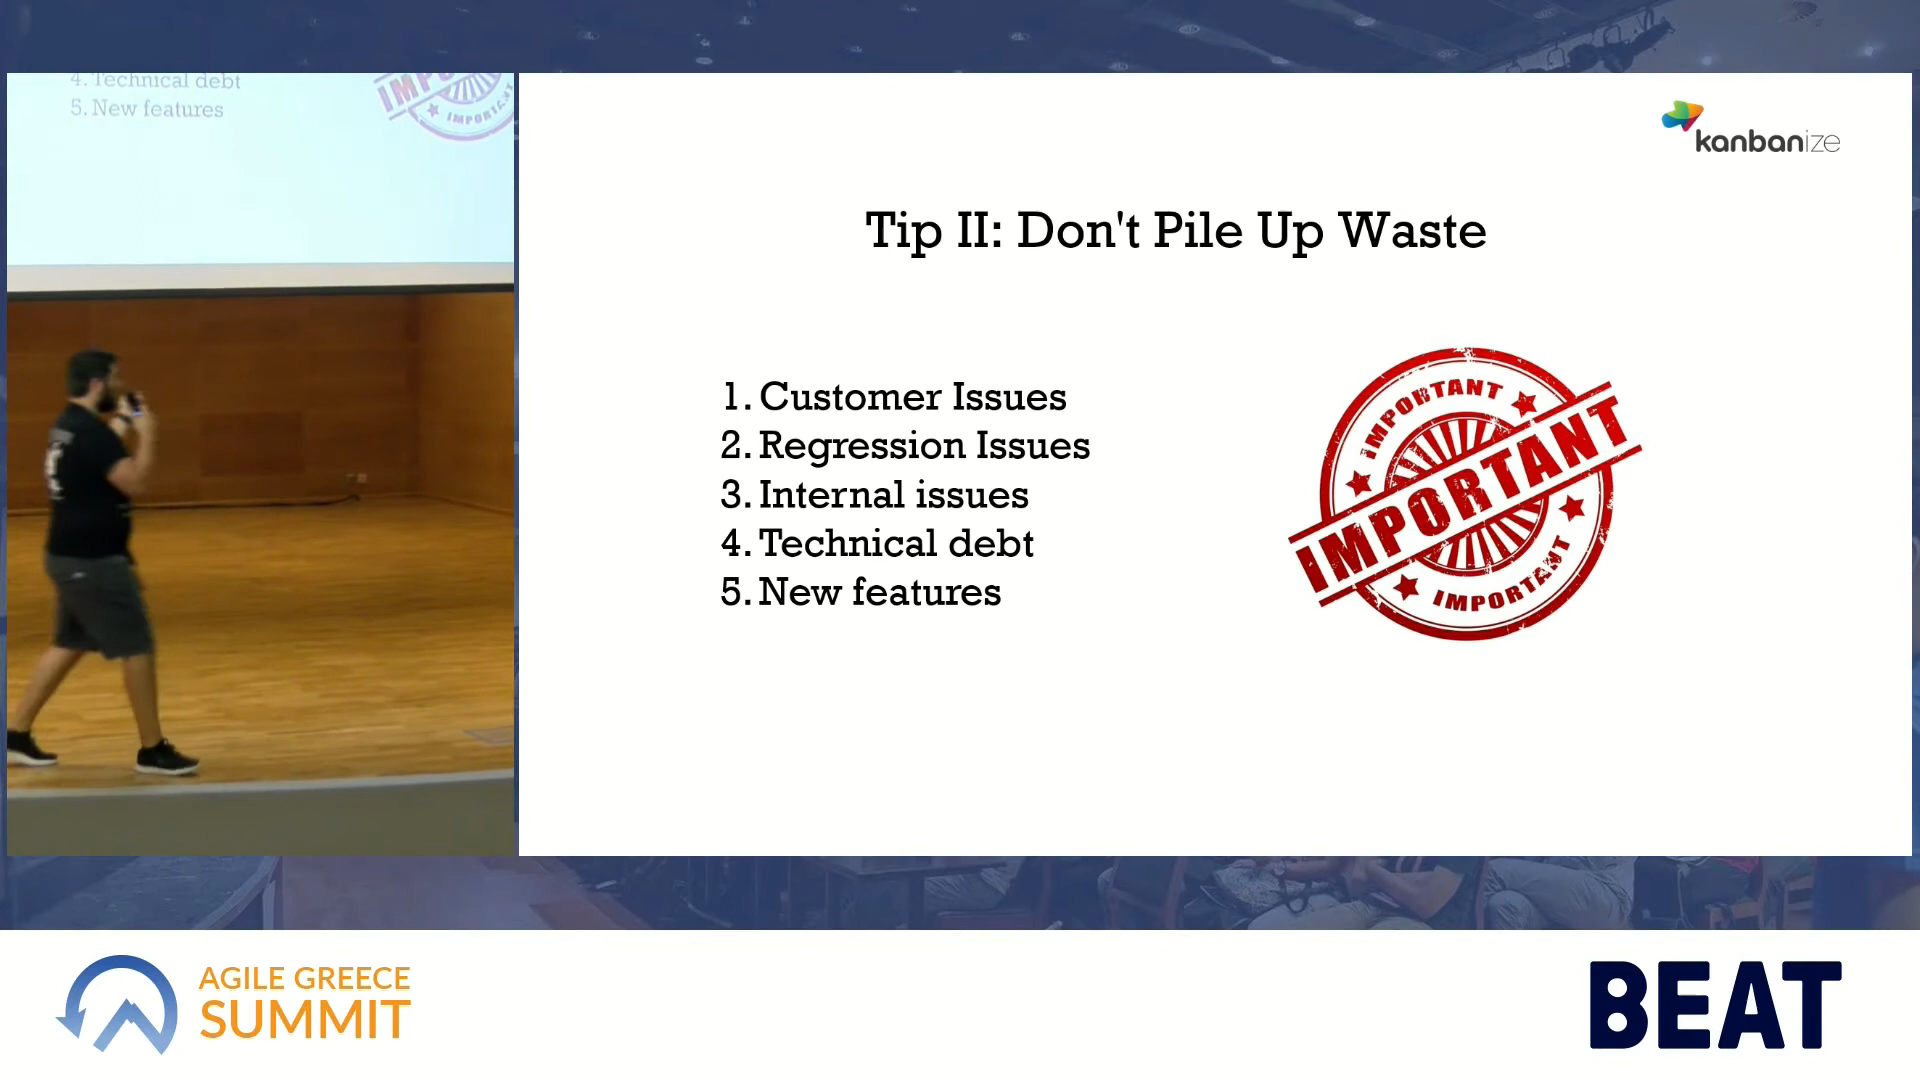 4. Technical debt
5. New features
IMPORTANT
kanbanize
Tip II: Don't Pile Up Waste
1. Customer Issues
2. Regression Issues
3. Internal issues
4. Technical debt
5. New features
IMPORTANT
IMPORTANT
IMPORTANT
AGILE GREECE
SUMMIT
BEAT